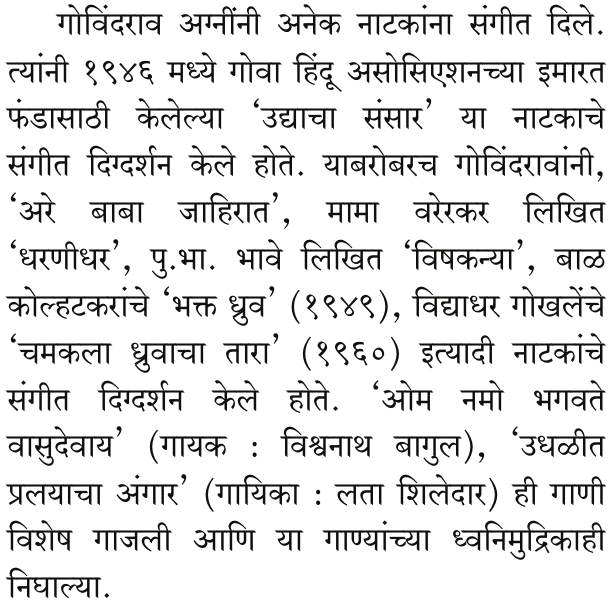 गोविंदराव अग्नींनी अनेक नाटकांना संगीत दिले.
त्यांनी १९४६ मध्ये गोवा हिंदू असोसिएशनच्या इमारत
फंडासाठी केलेल्या ‘उद्याचा संसार’ या नाटकाचे
संगीत दिग्दर्शन केले होते. याबरोबरच गोविंदरावांनी,
‘अरे बाबा जाहिरात’, मामा वरेरकर लिखित
‘धरणीधर’, पु.भा. भावे लिखित ‘विषकन्या’, बाळ
कोल्हटकरांचे ‘भक्त ध्रुव’ (१९४९), विद्याधर गोखलेंचे
‘चमकला ध्रुवाचा तारा’ (१९६०) इत्यादी नाटकांचे
संगीत दिग्दर्शन केले होते. ‘ओम नमो भगवते
वासुदेवाय’ (गायक : विश्वनाथ बागुल), ‘उधळीत
प्रलयाचा अंगार’ (गायिका : लता शिलेदार) ही गाणी
विशेष गाजली आणि या गाण्यांच्या ध्वनिमुद्रिकाही
निघाल्या.